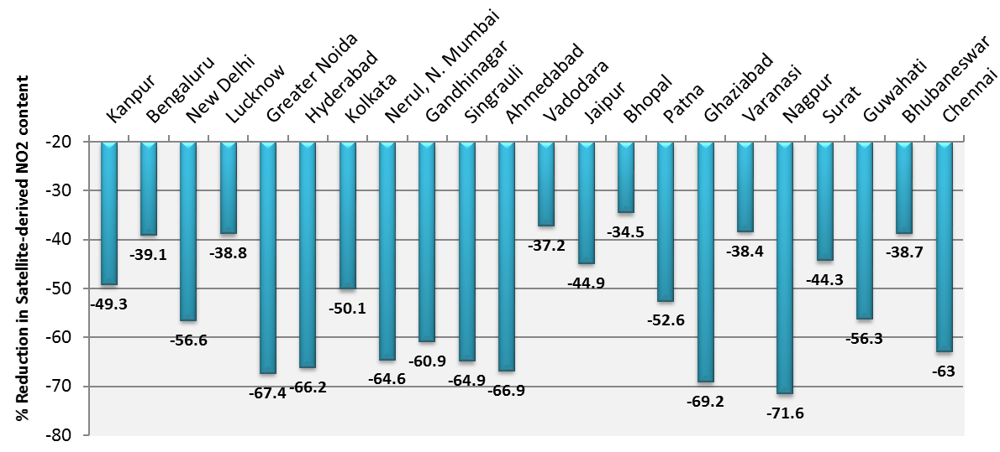 Kanpur
Bengaluru
New Delhi
Lucknow
Greater Noida
Hyderabad
Kolkata
Nerul, N. Mumbai
Gandhinagar
Singrauli
Ahmedabad
Vadodara
Jaipur
Bhopal
Patna
Ghaziabad
Varanasi
Nagpur
Surat
Guwahati
Bhubaneswar
Chennai
% Reduction in Satellite-derived NO2 content
-20
-30
-40
-50
-60
-70
-80
-49.3
-39.1
-56.6
-38.8
-67.4
-66.2
-50.1
-64.6
-60.9
-64.9
-66.9
-37.2
-44.9
-34.5
-52.6
-69.2
-38.4
-71.6
-44.3
-56.3
-38.7
-63